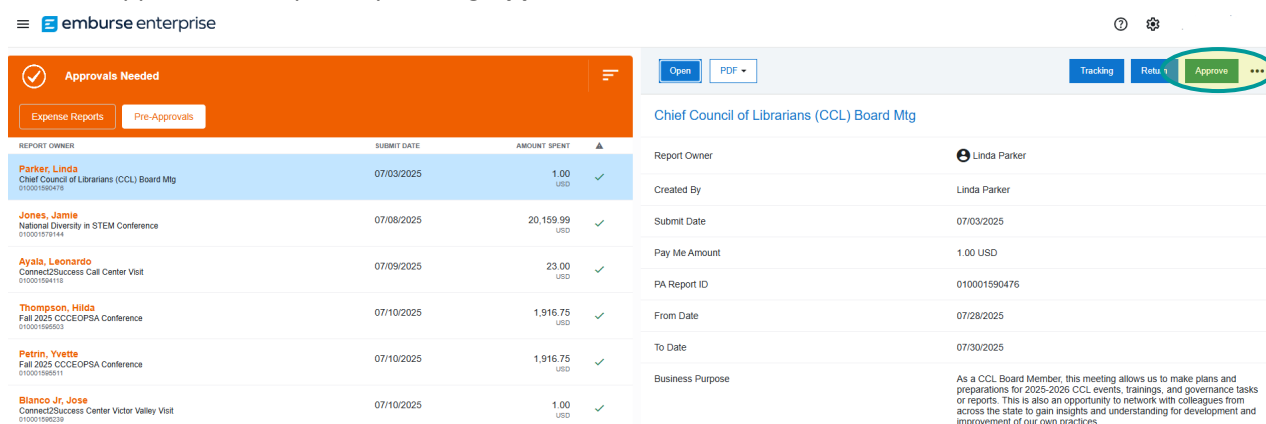 emburse enterprise
Approvals Needed
Expense Reports Pre-Approvals
REPORT OWNER SUBMIT DATE AMOUNT SPENT
Parker, Linda 07/03/2025 1.00
Chief Council of Librarians (CCL) Board Mtg USD
010001590476
Jones, Jamie 07/08/2025 20,159.99
National Diversity in STEM Conference USD
010001579144
Ayala, Leonardo 07/09/2025 23.00
Connect2Success Call Center Visit USD
010001594118
Thompson, Hilda 07/10/2025 1,916.75
Fall 2025 CCCEOPSA Conference USD
010001595503
Petrin, Yvette 07/10/2025 1,916.75
Fall 2025 CCCEOPSA Conference USD
010001595511
Blanco Jr, Jose 07/10/2025 1.00
Connect2Success Center Victor Valley Visit USD
010001596239
Open PDF Tracking Return Approve
Chief Council of Librarians (CCL) Board Mtg
Report Owner Linda Parker
Created By Linda Parker
Submit Date 07/03/2025
Pay Me Amount 1.00 USD
PA Report ID 010001590476
From Date 07/28/2025
To Date 07/30/2025
Business Purpose As a CCL Board Member, this meeting allows us to make plans and
preparations for 2025-2026 CCL events, trainings, and governance tasks
or reports. This is also an opportunity to network with colleagues from
across the state to gain insights and understanding for development and
improvement of our own practices